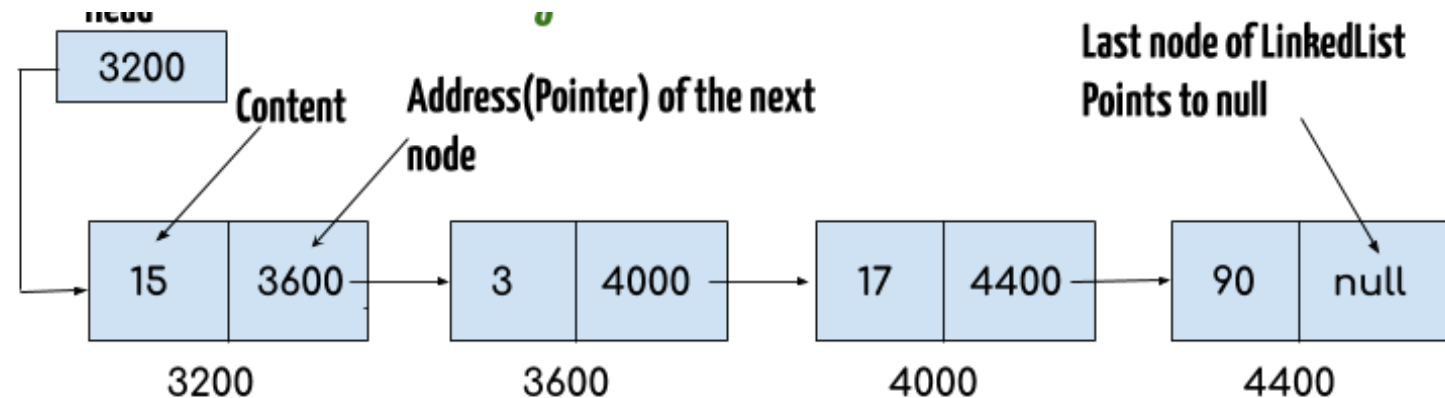 head
3200
Content
Address(Pointer) of the next
node
Last node of LinkedList
Points to null
15 3600 3 4000 17 4400 90 null
3200 3600 4000 4400